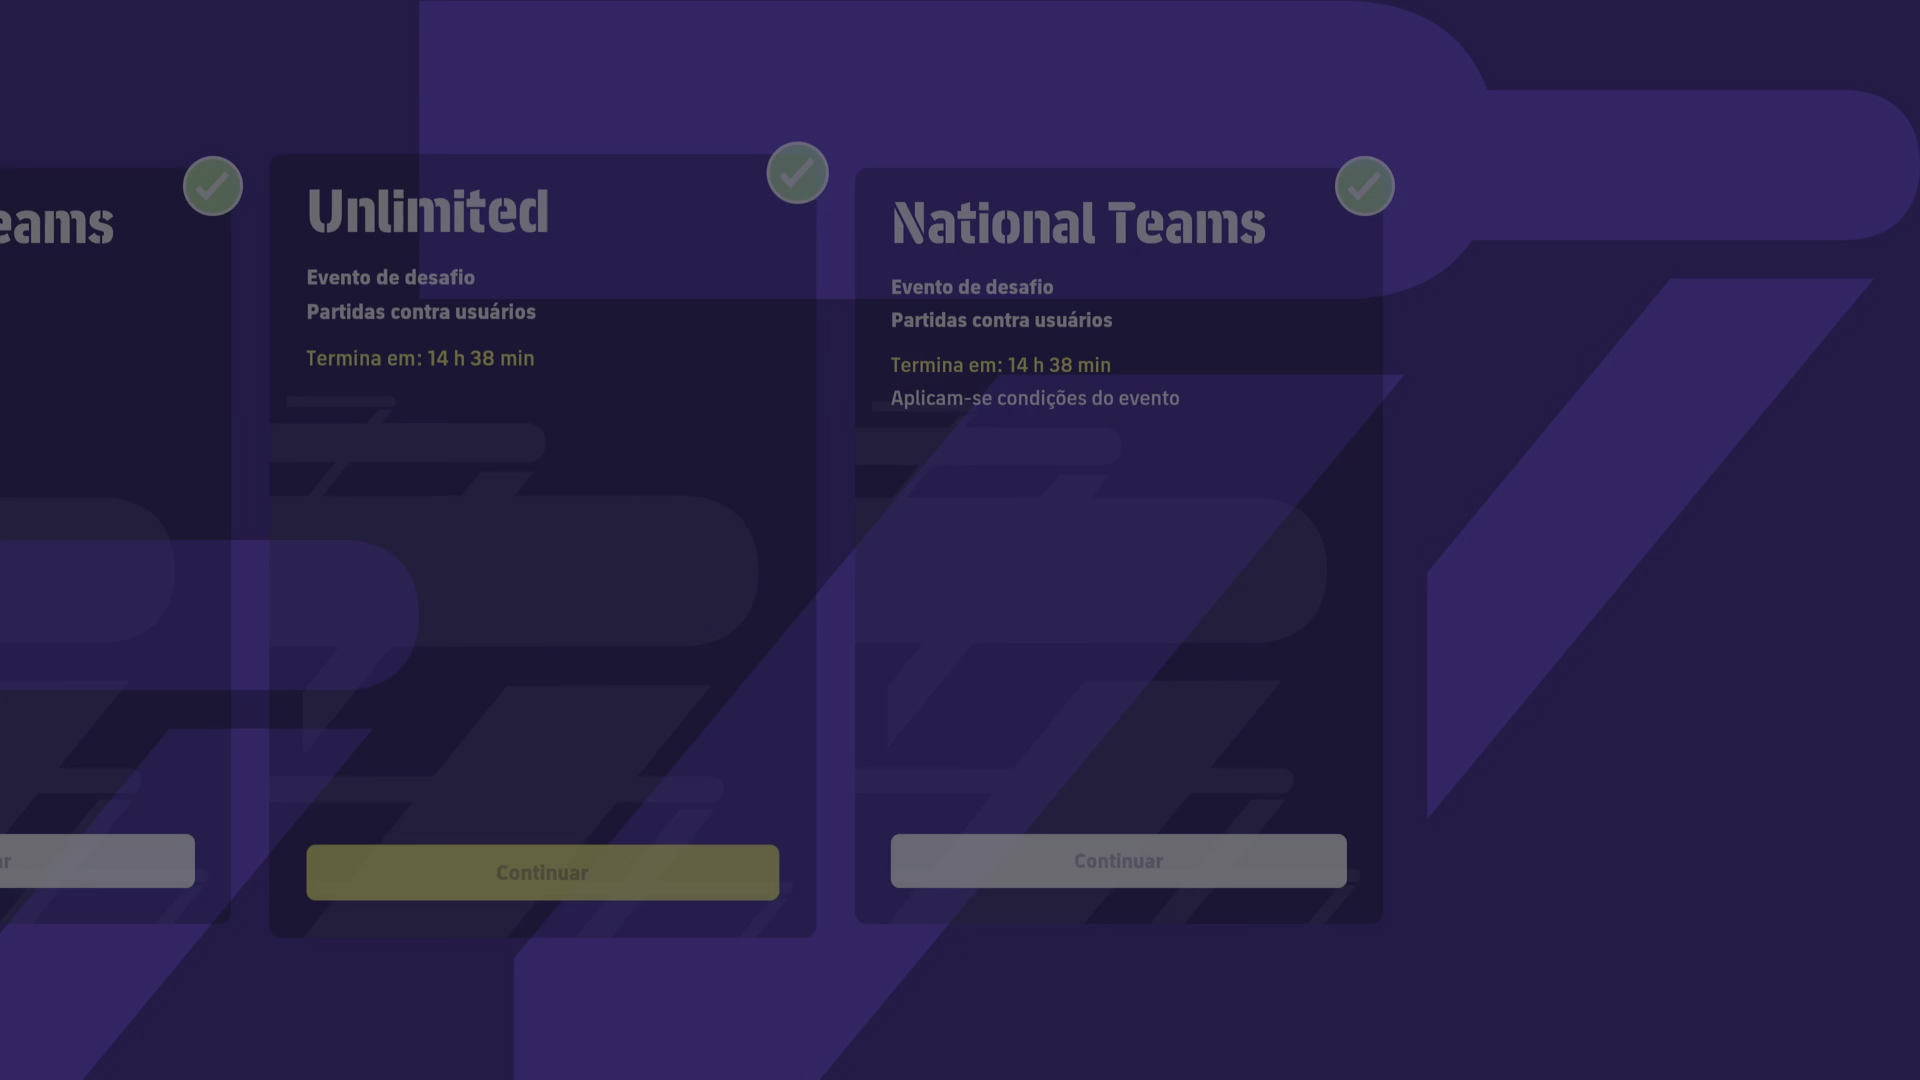 eams
ar
Unlimited
Evento de desafio
Partidas contra usuários
Termina em: 14 h 38 min
Continuar
National Teams
Evento de desafio
Partidas contra usuários
Termina em: 14 h 38 min
Aplicam-se condições do evento
Continuar